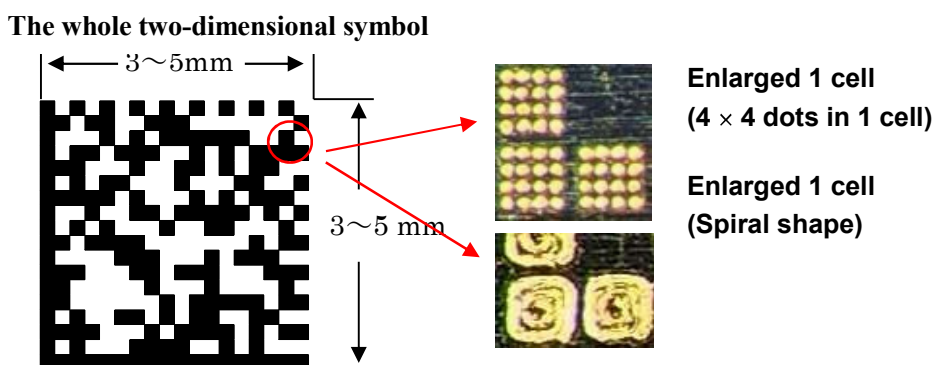 The whole two-dimensional symbol
3～5mm
3～5 mm
Enlarged 1 cell
(4 × 4 dots in 1 cell)
Enlarged 1 cell
(Spiral shape)